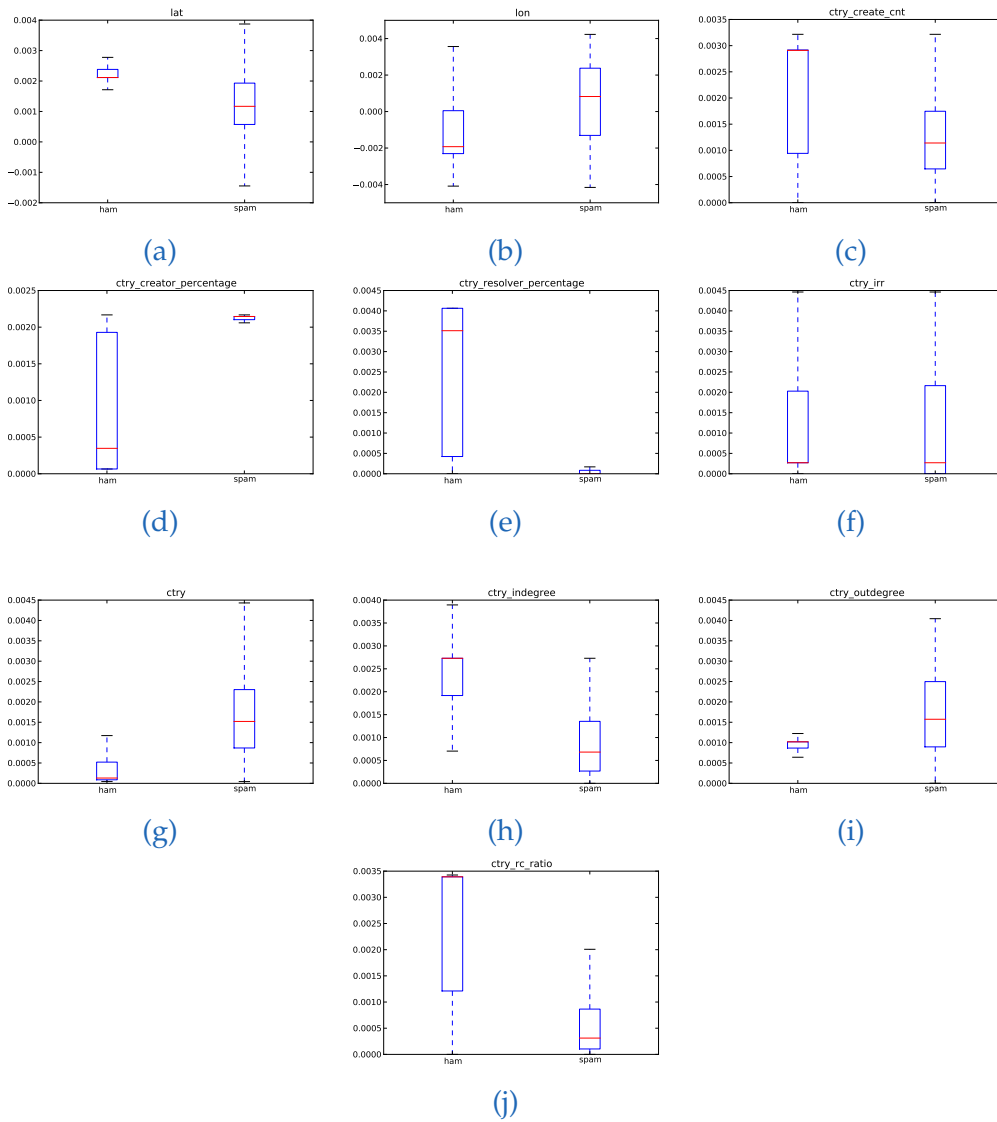 lat
0.004
0.003
0.002
0.001
0.000
−0.001
−0.002
ham spam
(a)
lon
0.004
0.002
0.000
−0.002
−0.004
ham spam
(b)
ctry_create_cnt
0.0035
0.0030
0.0025
0.0020
0.0015
0.0010
0.0005
0.0000
ham spam
(c)
ctry_creator_percentage
0.0025
0.0020
0.0015
0.0010
0.0005
0.0000
ham spam
(d)
ctry_resolver_percentage
0.0045
0.0040
0.0035
0.0030
0.0025
0.0020
0.0015
0.0010
0.0005
0.0000
ham spam
(e)
ctry_irr
0.0045
0.0040
0.0035
0.0030
0.0025
0.0020
0.0015
0.0010
0.0005
0.0000
ham spam
(f)
ctry
0.0045
0.0040
0.0035
0.0030
0.0025
0.0020
0.0015
0.0010
0.0005
0.0000
ham spam
(g)
ctry_indegree
0.0040
0.0035
0.0030
0.0025
0.0020
0.0015
0.0010
0.0005
0.0000
ham spam
(h)
ctry_outdegree
0.0045
0.0040
0.0035
0.0030
0.0025
0.0020
0.0015
0.0010
0.0005
0.0000
ham spam
(i)
ctry_rc_ratio
0.0035
0.0030
0.0025
0.0020
0.0015
0.0010
0.0005
0.0000
ham spam
(j)